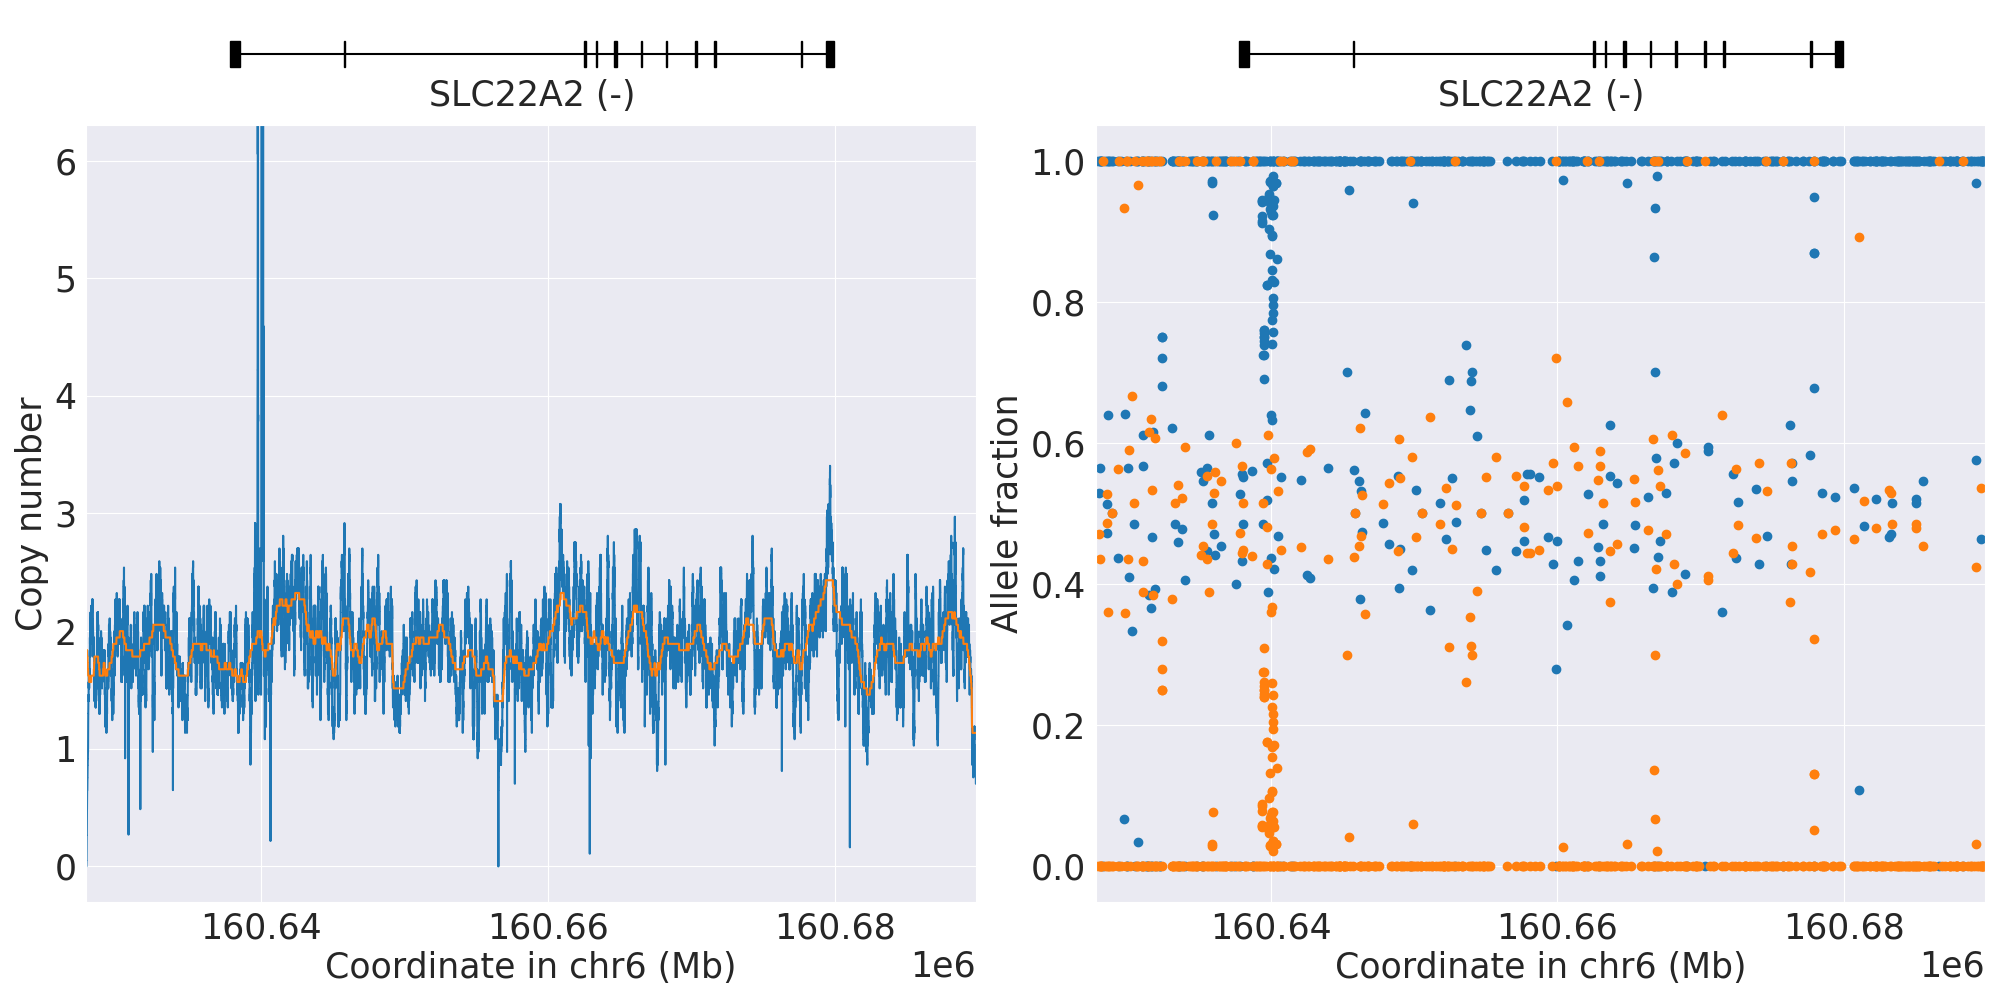 SLC22A2 (-)
6
5
4
3
2
1
0
Copy number
160.64
160.66
160.68
Coordinate in chr6 (Mb)
1e6
SLC22A2 (-)
1.0
0.8
0.6
0.4
0.2
0.0
Allele fraction
160.64
160.66
160.68
Coordinate in chr6 (Mb)
1e6